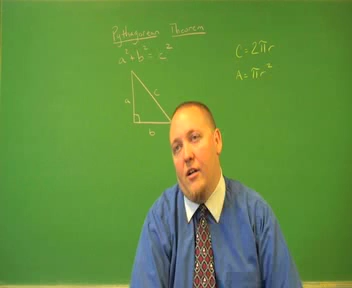 Pythagorean Theorem
a² + b² = c²
a
c
b
C = 2πr
A = πr²